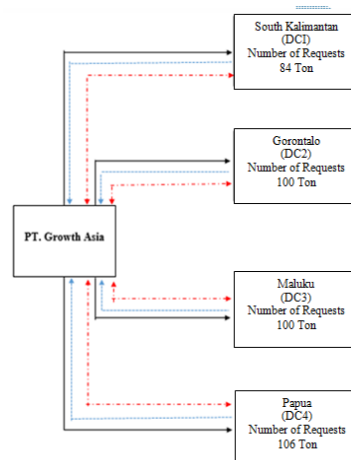 South Kalimantan
(DCI)
Number of Requests
84 Ton
Gorontalo
(DC2)
Number of Requests
100 Ton
PT. Growth Asia
Maluku
(DC3)
Number of Requests
100 Ton
Papua
(DC4)
Number of Requests
106 Ton